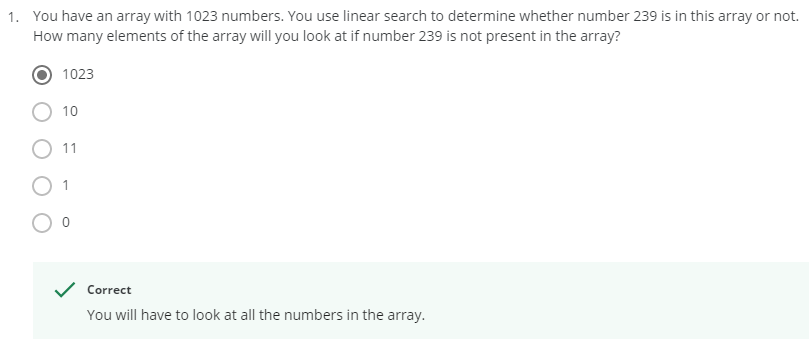 1. You have an array with 1023 numbers. You use linear search to determine whether number 239 is in this array or not.
How many elements of the array will you look at if number 239 is not present in the array?
1023
10
11
1
0
Correct
You will have to look at all the numbers in the array.